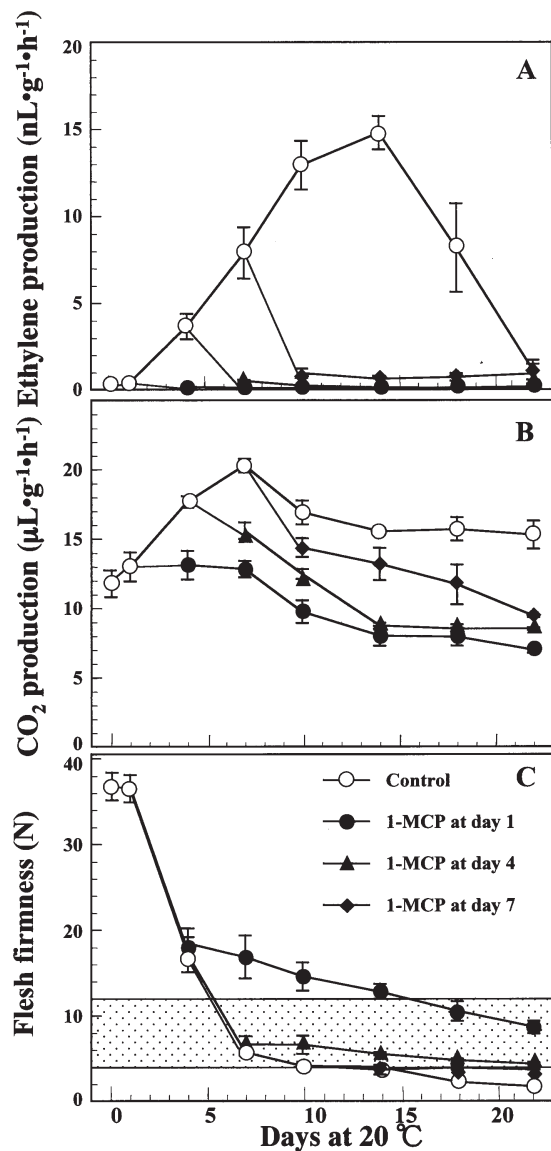 Ethylene production (nL•g⁻¹•h⁻¹)
20
15
10
5
0
A
CO₂ production (μL•g⁻¹•h⁻¹)
20
15
10
5
0
B
Flesh firmness (N)
40
30
20
10
0
C
Control
1-MCP at day 1
1-MCP at day 4
1-MCP at day 7
0 5 10 15 20
Days at 20 ℃